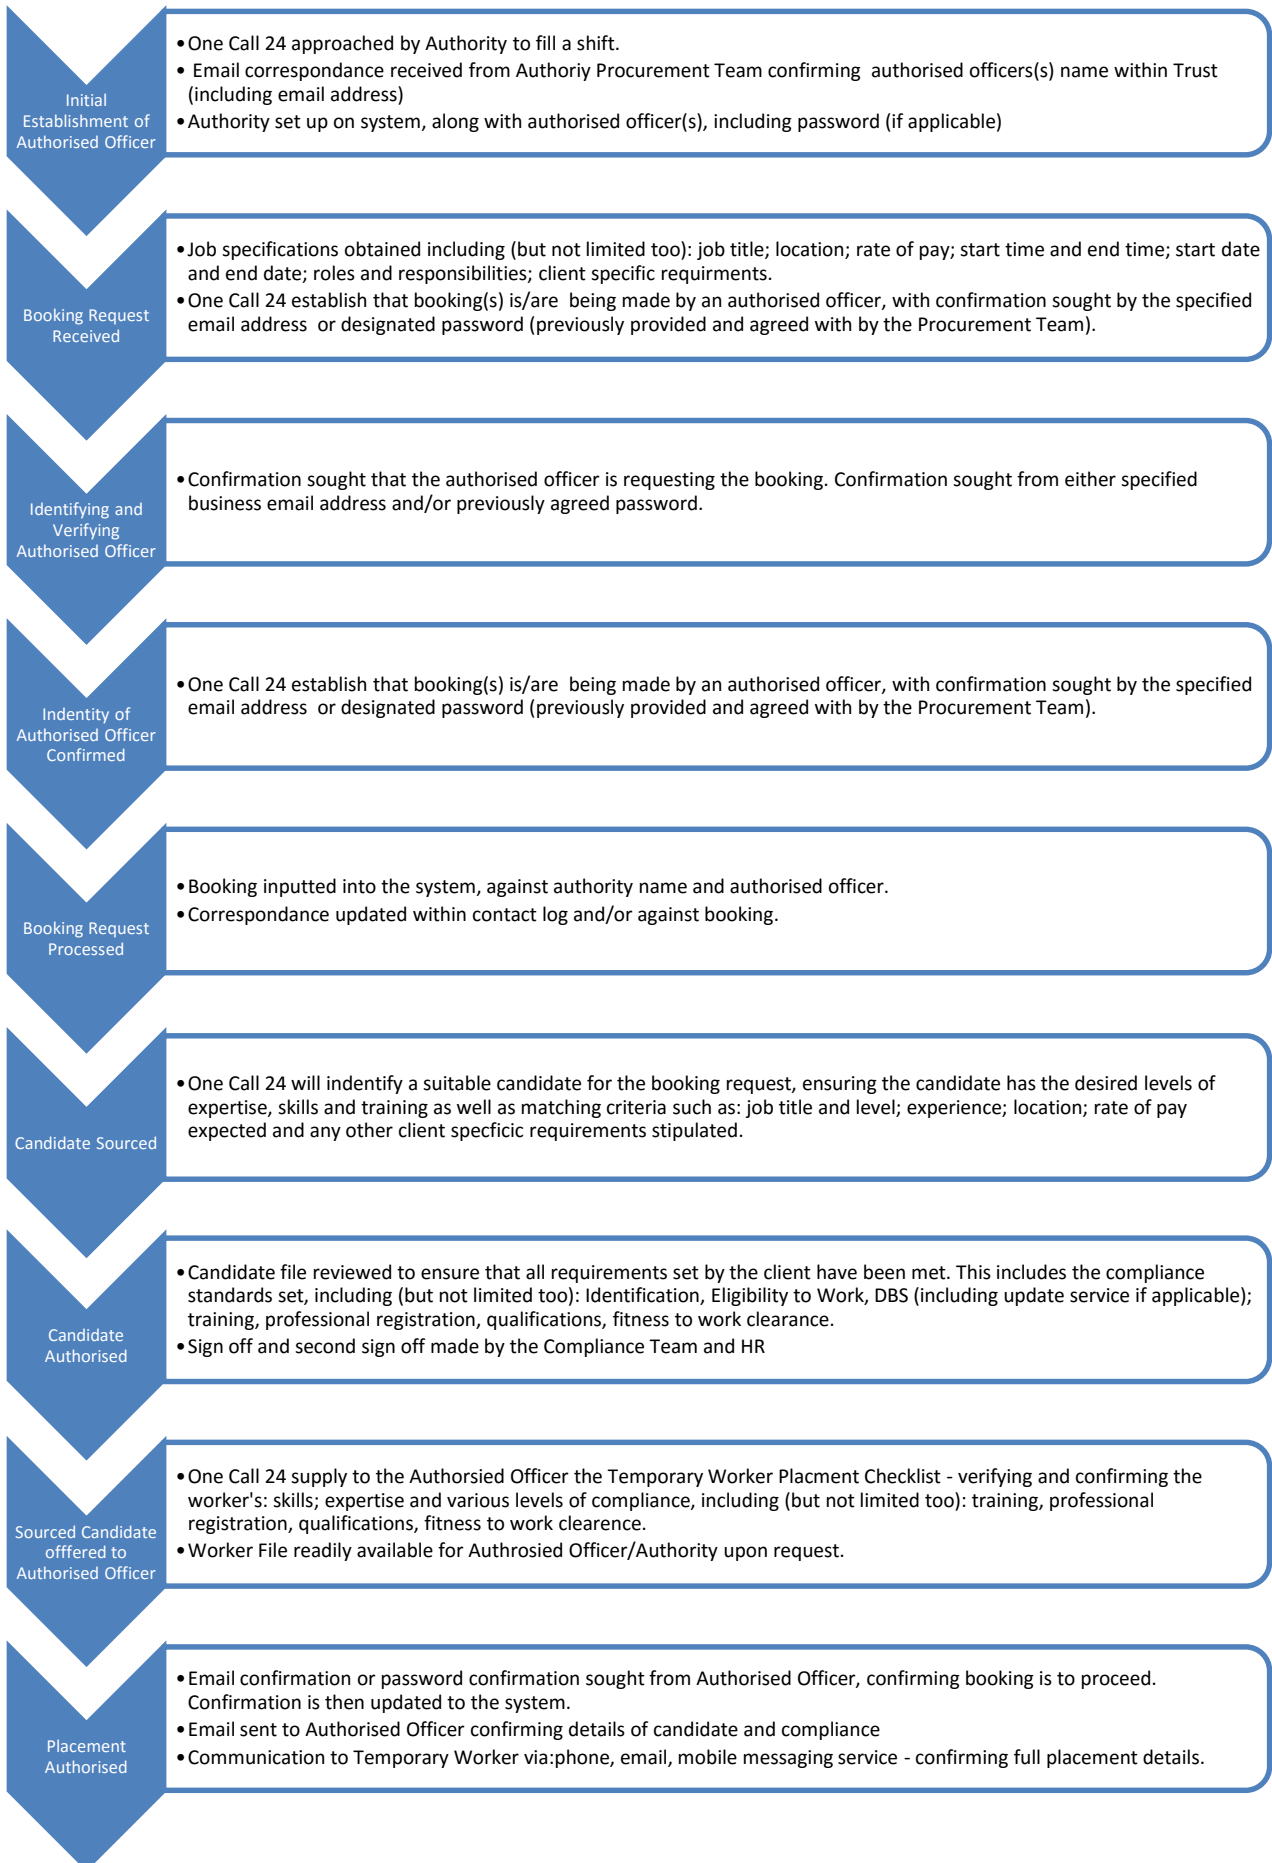 Initial
Establishment of
Authorised Officer
•One Call 24 approached by Authority to fill a shift.
• Email correspondance received from Authoriy Procurement Team confirming  authorised officers(s) name within Trust
(including email address)
•Authority set up on system, along with authorised officer(s), including password (if applicable)
Booking Request
Received
•Job specifications obtained including (but not limited too): job title; location; rate of pay; start time and end time; start date
and end date; roles and responsibilities; client specific requirments.
•One Call 24 establish that booking(s) is/are  being made by an authorised officer, with confirmation sought by the specified
email address  or designated password (previously provided and agreed with by the Procurement Team).
Identifying and
Verifying
Authorised Officer
•Confirmation sought that the authorised officer is requesting the booking. Confirmation sought from either specified
business email address and/or previously agreed password.
Indentity of
Authorised Officer
Confirmed
•One Call 24 establish that booking(s) is/are  being made by an authorised officer, with confirmation sought by the specified
email address  or designated password (previously provided and agreed with by the Procurement Team).
Booking Request
Processed
•Booking inputted into the system, against authority name and authorised officer.
•Correspondance updated within contact log and/or against booking.
Candidate Sourced
•One Call 24 will indentify a suitable candidate for the booking request, ensuring the candidate has the desired levels of
expertise, skills and training as well as matching criteria such as: job title and level; experience; location; rate of pay
expected and any other client specficic requirements stipulated.
Candidate
Authorised
•Candidate file reviewed to ensure that all requirements set by the client have been met. This includes the compliance
standards set, including (but not limited too): Identification, Eligibility to Work, DBS (including update service if applicable);
training, professional registration, qualifications, fitness to work clearance.
•Sign off and second sign off made by the Compliance Team and HR
Sourced Candidate
offfered to
Authorised Officer
•One Call 24 supply to the Authorsied Officer the Temporary Worker Placment Checklist - verifying and confirming the
worker's: skills; expertise and various levels of compliance, including (but not limited too): training, professional
registration, qualifications, fitness to work clearence.
•Worker File readily available for Authrosied Officer/Authority upon request.
Placement
Authorised
•Email confirmation or password confirmation sought from Authorised Officer, confirming booking is to proceed.
Confirmation is then updated to the system.
•Email sent to Authorised Officer confirming details of candidate and compliance
•Communication to Temporary Worker via:phone, email, mobile messaging service - confirming full placement details.